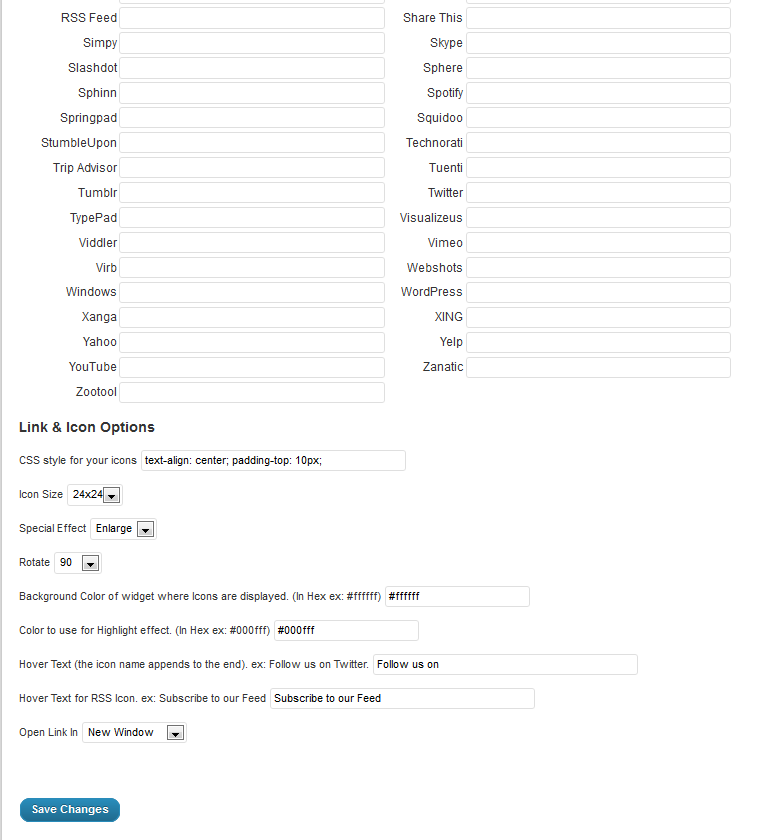 RSS Feed Share This
Simpy Skype
Slashdot Sphere
Sphinn Spotify
Springpad Squidoo
StumbleUpon Technorati
Trip Advisor Tuenti
Tumblr Twitter
TypePad Visualizeus
Viddler Vimeo
Virb Webshots
Windows WordPress
Xanga XING
Yahoo Yelp
YouTube Zanatic
Zootool
Link & Icon Options
CSS style for your icons text-align: center; padding-top: 10px;
Icon Size 24x24
Special Effect Enlarge
Rotate 90
Background Color of widget where Icons are displayed. (In Hex ex: #ffffff) #ffffff
Color to use for Highlight effect. (In Hex ex: #000fff) #000fff
Hover Text (the icon name appends to the end). ex: Follow us on Twitter. Follow us on
Hover Text for RSS Icon. ex: Subscribe to our Feed Subscribe to our Feed
Open Link In New Window
Save Changes